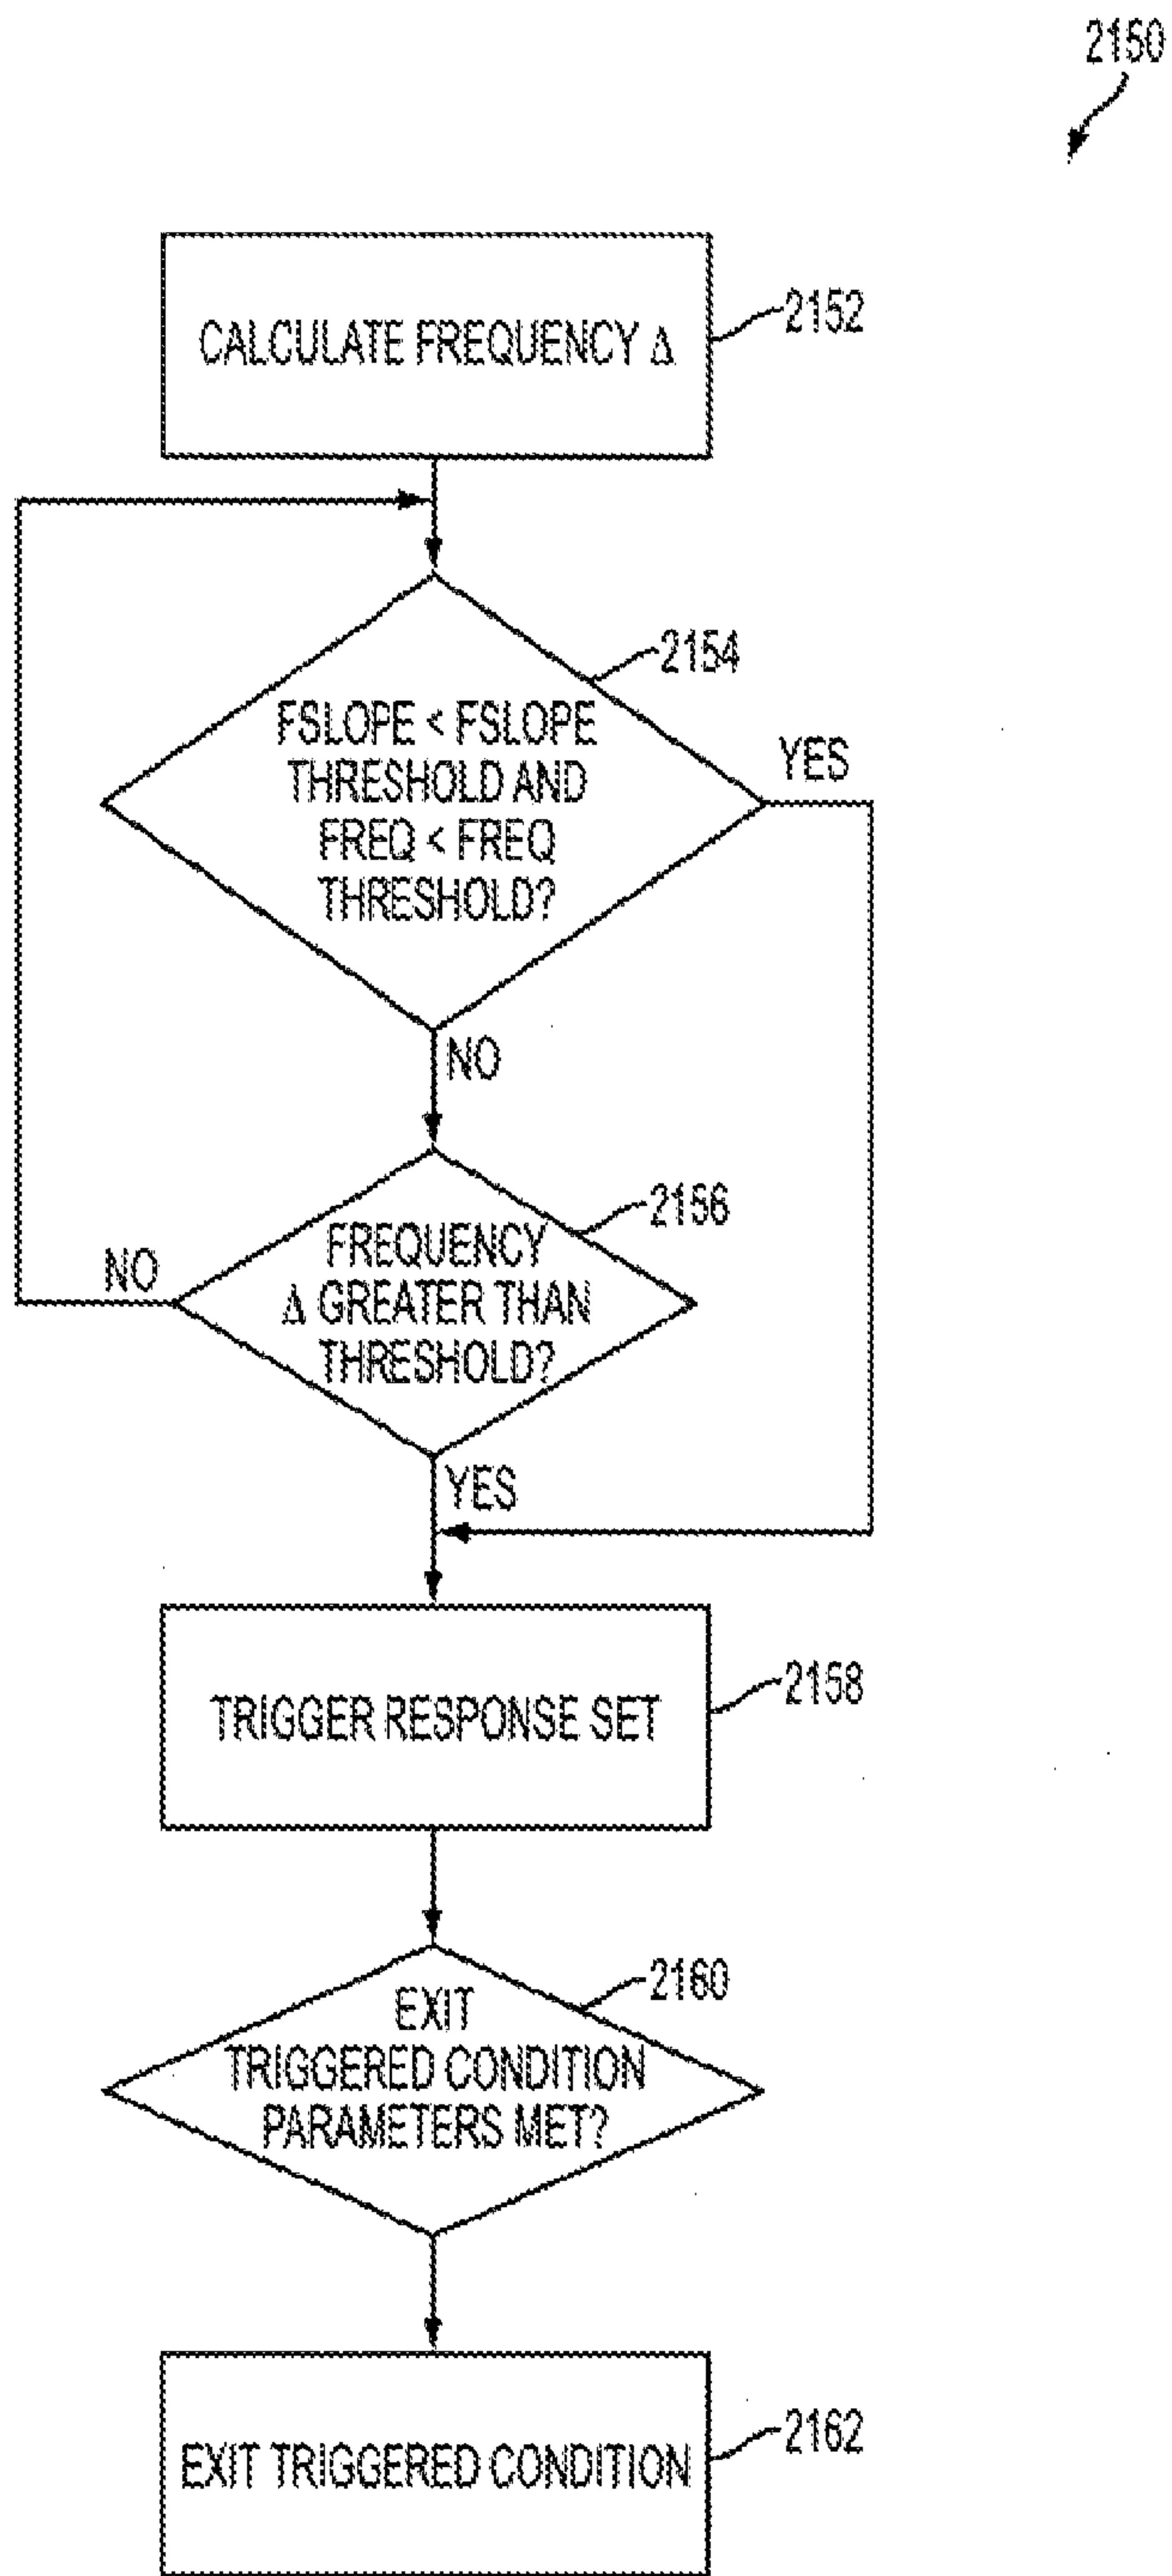 2150
CALCULATE FREQUENCY Δ
2152
2154
FSLOPE < FSLOPE
THRESHOLD AND
FREQ < FREQ
THRESHOLD?
YES
NO
2156
FREQUENCY
Δ GREATER THAN
THRESHOLD?
NO
YES
2158
TRIGGER RESPONSE SET
2160
EXIT
TRIGGERED CONDITION
PARAMETERS MET?
2162
EXIT TRIGGERED CONDITION